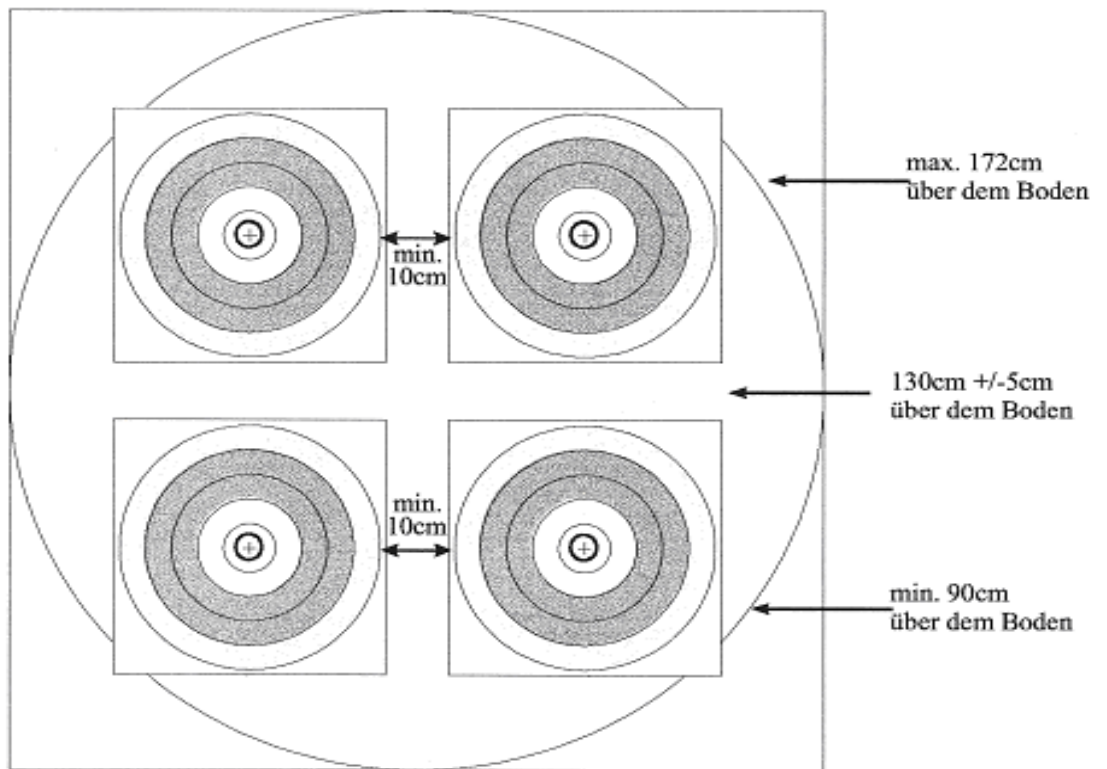 max. 172cm
über dem Boden
min.
10cm
130cm +/-5cm
über dem Boden
min.
10cm
min. 90cm
über dem Boden